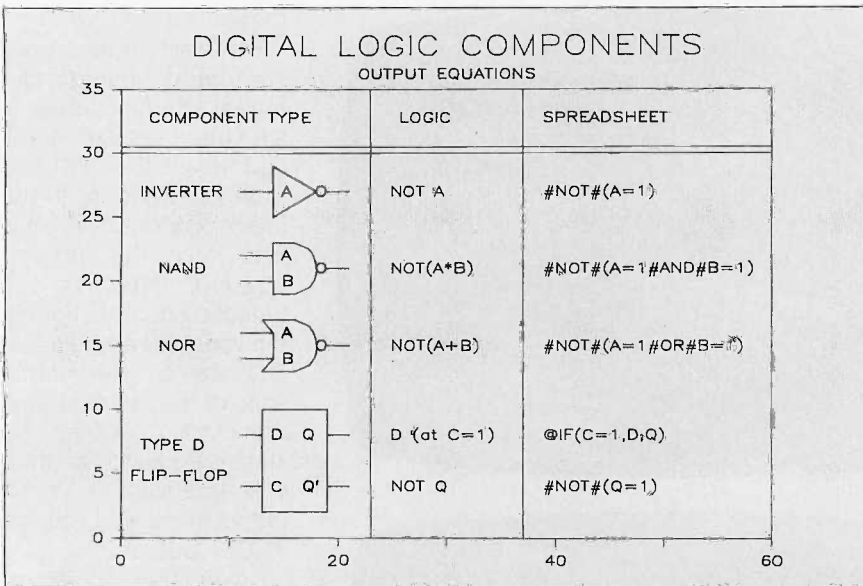 DIGITAL LOGIC COMPONENTS
OUTPUT EQUATIONS
35
COMPONENT TYPE LOGIC SPREADSHEET
30
INVERTER A NOT A #NOT#(A=1)
25
NAND A B NOT(A*B) #NOT#(A=1#AND#B=1)
20
NOR A B NOT(A+B) #NOT#(A=1#OR#B=1)
15
10
TYPE D FLIP-FLOP
D Q D (at C=1) @IF(C=1,D,Q)
5
C Q' NOT Q #NOT#(Q=1)
0
0 20 40 60